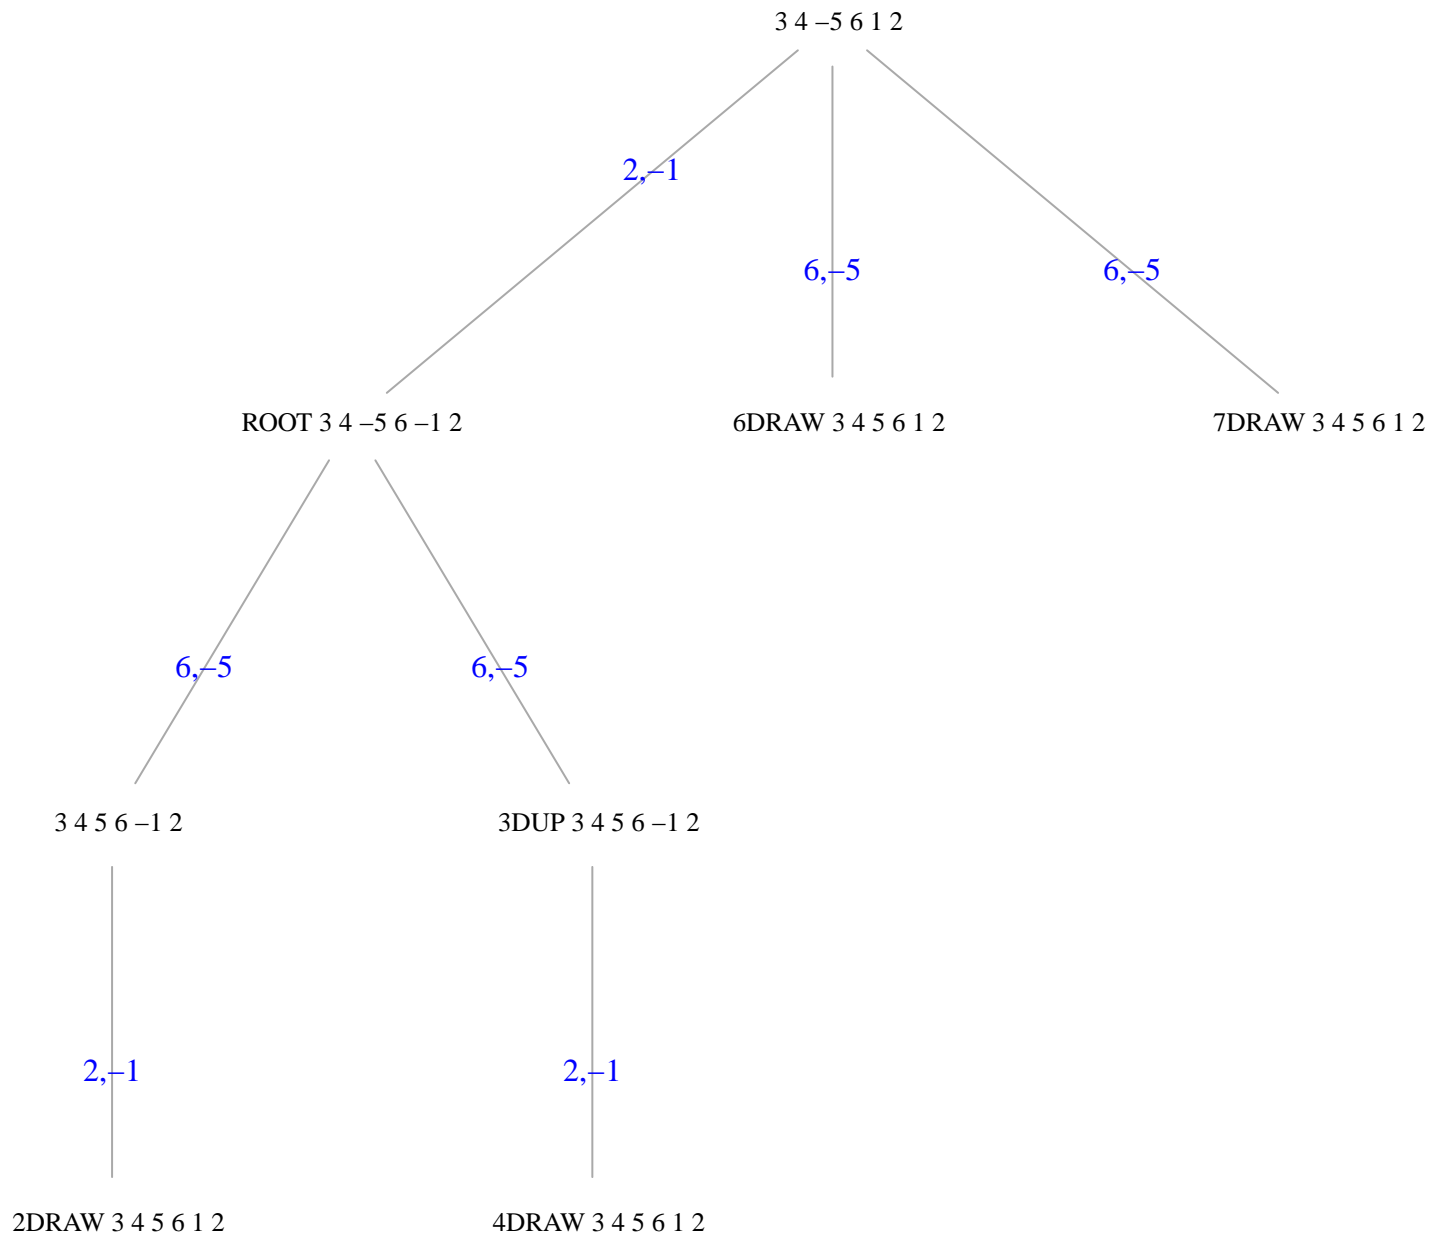 3 4 –5 6 1 2
2,–1
6,–5
6,–5
ROOT 3 4 –5 6 –1 2
6DRAW 3 4 5 6 1 2
7DRAW 3 4 5 6 1 2
6,–5
6,–5
3 4 5 6 –1 2
3DUP 3 4 5 6 –1 2
2,–1
2,–1
2DRAW 3 4 5 6 1 2
4DRAW 3 4 5 6 1 2